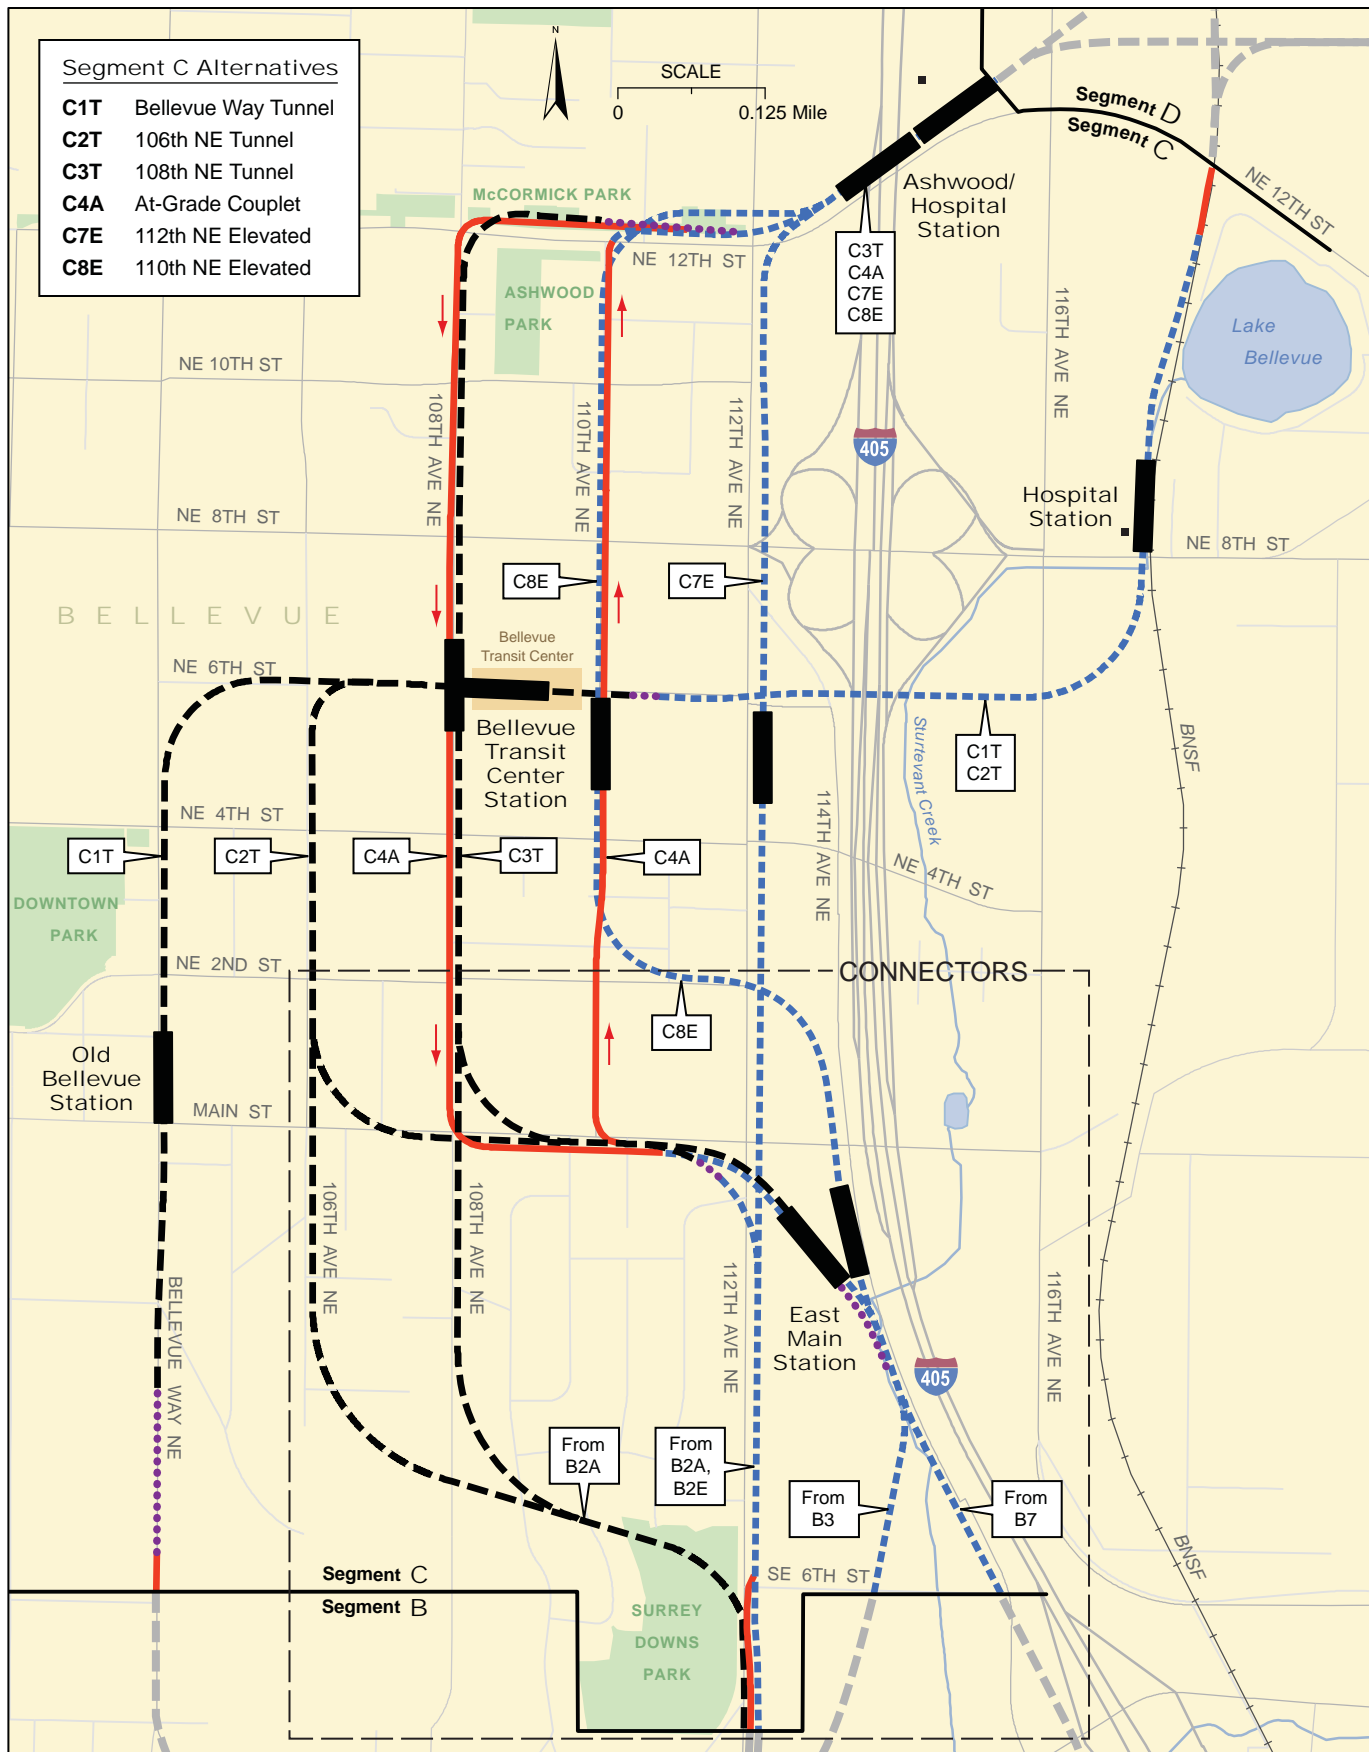 Segment C Alternatives
C1T Bellevue Way Tunnel
C2T 106th NE Tunnel
C3T 108th NE Tunnel
C4A At-Grade Couplet
C7E 112th NE Elevated
C8E 110th NE Elevated
N
SCALE
0 0.125 Mile
Segment D
Segment C
NE 12TH ST
McCORMICK PARK
Ashwood/
Hospital
Station
C3T
C4A
C7E
C8E
NE 12TH ST
ASHWOOD
PARK
116TH AVE NE
Lake
Bellevue
NE 10TH ST
108TH AVE NE
110TH AVE NE
112TH AVE NE
405
Hospital
Station
NE 8TH ST
NE 8TH ST
C8E
C7E
BELLEVUE
Bellevue
Transit Center
NE 6TH ST
Bellevue
Transit
Center
Station
C1T
C2T
Sturtevant Creek
BNSF
114TH AVE NE
NE 4TH ST
NE 4TH ST
C1T
C2T
C4A
C3T
C4A
DOWNTOWN
PARK
NE 2ND ST
CONNECTORS
C8E
Old
Bellevue
Station
MAIN ST
106TH AVE NE
108TH AVE NE
112TH AVE NE
116TH AVE NE
BELLEVUE WAY NE
East
Main
Station
405
From
B2A
From
B2A,
B2E
From
B3
From
B7
BNSF
Segment C
Segment B
SE 6TH ST
SURREY
DOWNS
PARK